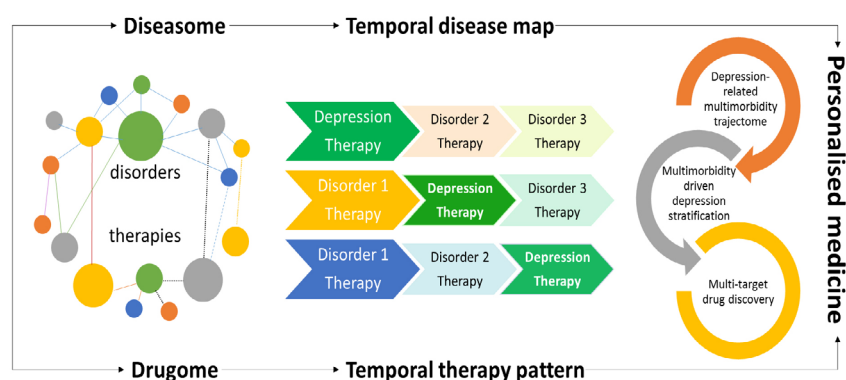 Diseasome
Temporal disease map
disorders
therapies
Depression
Therapy
Disorder 2
Therapy
Disorder 3
Therapy
Disorder 1
Therapy
Depression
Therapy
Disorder 3
Therapy
Disorder 1
Therapy
Disorder 2
Therapy
Depression
Therapy
Depression-
related
multimorbidity
trajectome
Multimorbidity
driven
depression
stratification
Multi-target
drug discovery
Personalised medicine
Drugome
Temporal therapy pattern